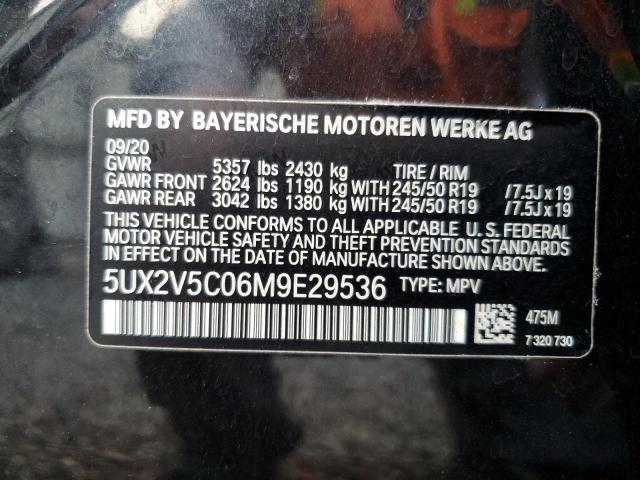 MFD BY BAYERISCHE MOTOREN WERKE AG
09/20
GVWR 5357 lbs 2430 kg TIRE / RIM
GAWR FRONT 2624 lbs 1190 kg WITH 245/50 R19 / 7.5J x 19
GAWR REAR 3042 lbs 1380 kg WITH 245/50 R19 / 7.5J x 19
THIS VEHICLE CONFORMS TO ALL APPLICABLE U. S. FEDERAL
MOTOR VEHICLE SAFETY AND THEFT PREVENTION STANDARDS
IN EFFECT ON THE DATE OF MANUFACTURE SHOWN ABOVE.
5UX2V5C06M9E29536 TYPE: MPV
475M
7 320 730